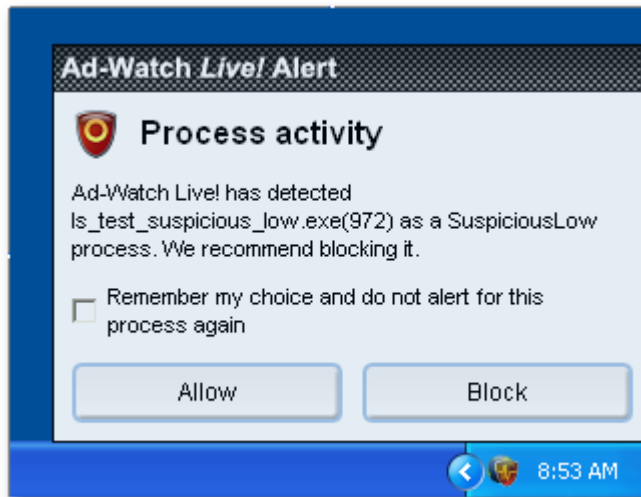 Ad-Watch Live! Alert
Process activity
Ad-Watch Live! has detected
ls_test_suspicious_low.exe(972) as a SuspiciousLow
process. We recommend blocking it.
Remember my choice and do not alert for this
process again
Allow
Block
8:53 AM